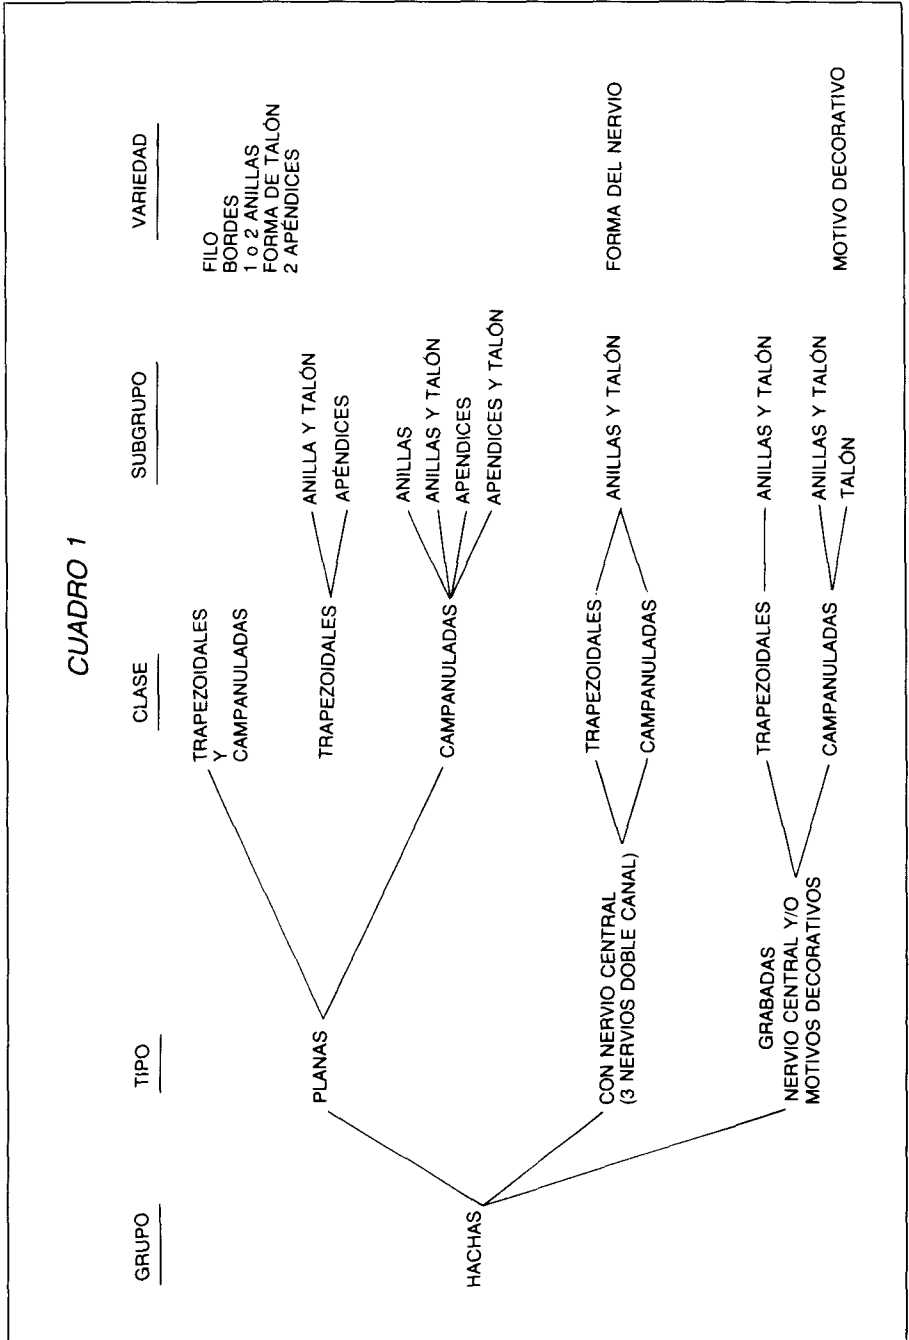 CUADRO 1
GRUPO
TIPO
CLASE
SUBGRUPO
VARIEDAD
HACHAS
PLANAS
TRAPEZOIDALES
Y
CAMPANULADAS
FILO
BORDES
1 o 2 ANILLAS
FORMA DE TALÓN
2 APÉNDICES
TRAPEZOIDALES
ANILLA Y TALÓN
APÉNDICES
CAMPANULADAS
ANILLAS
ANILLAS Y TALÓN
APENDICES
APENDICES Y TALÓN
CON NERVIO CENTRAL
(3 NERVIOS DOBLE CANAL)
TRAPEZOIDALES
CAMPANULADAS
ANILLAS Y TALÓN
FORMA DEL NERVIO
GRABADAS
NERVIO CENTRAL Y/O
MOTIVOS DECORATIVOS
TRAPEZOIDALES
ANILLAS Y TALÓN
CAMPANULADAS
ANILLAS Y TALÓN
TALÓN
MOTIVO DECORATIVO